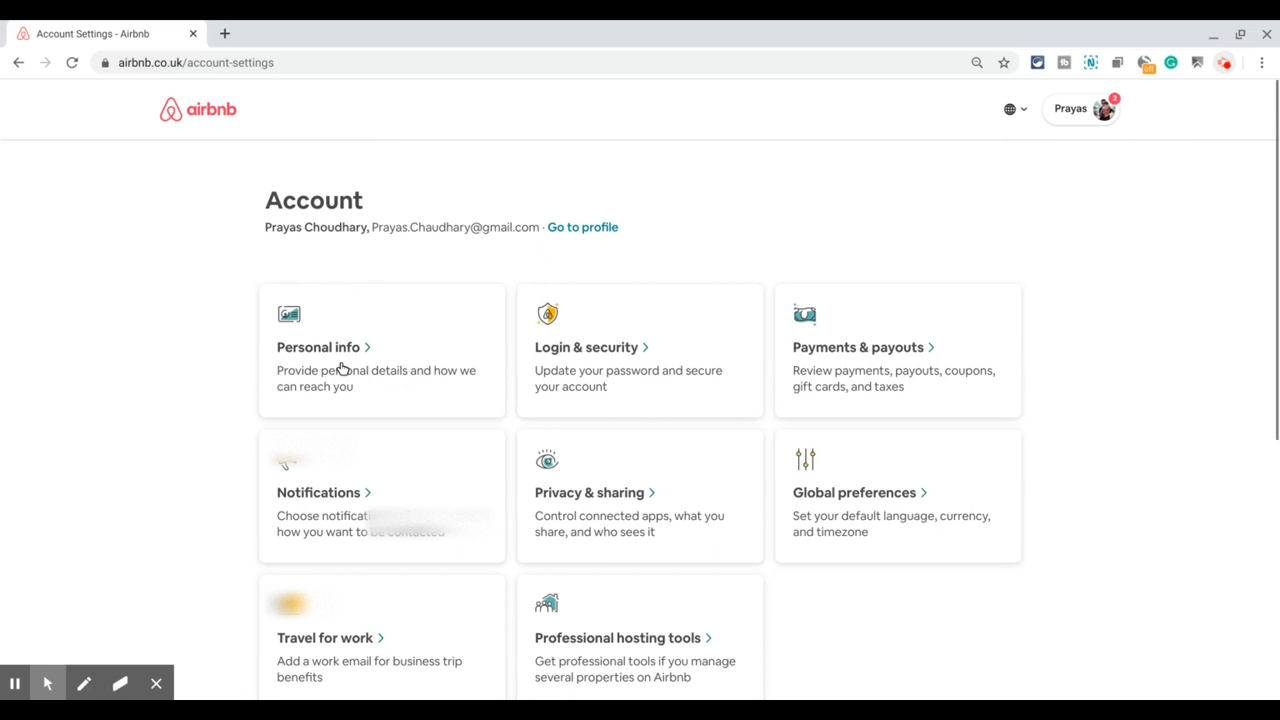 Account Settings - Airbnb
airbnb.co.uk/account-settings
off
airbnb
Prayas
2
Account
Prayas Choudhary, Prayas.Chaudhary@gmail.com · Go to profile
Personal info
Provide personal details and how we
can reach you
Login & security
Update your password and secure
your account
Payments & payouts
Review payments, payouts, coupons,
gift cards, and taxes
Notifications
Choose notificati
how you want to be contacted
Privacy & sharing
Control connected apps, what you
share, and who sees it
Global preferences
Set your default language, currency,
and timezone
Travel for work
Add a work email for business trip
benefits
Professional hosting tools
Get professional tools if you manage
several properties on Airbnb